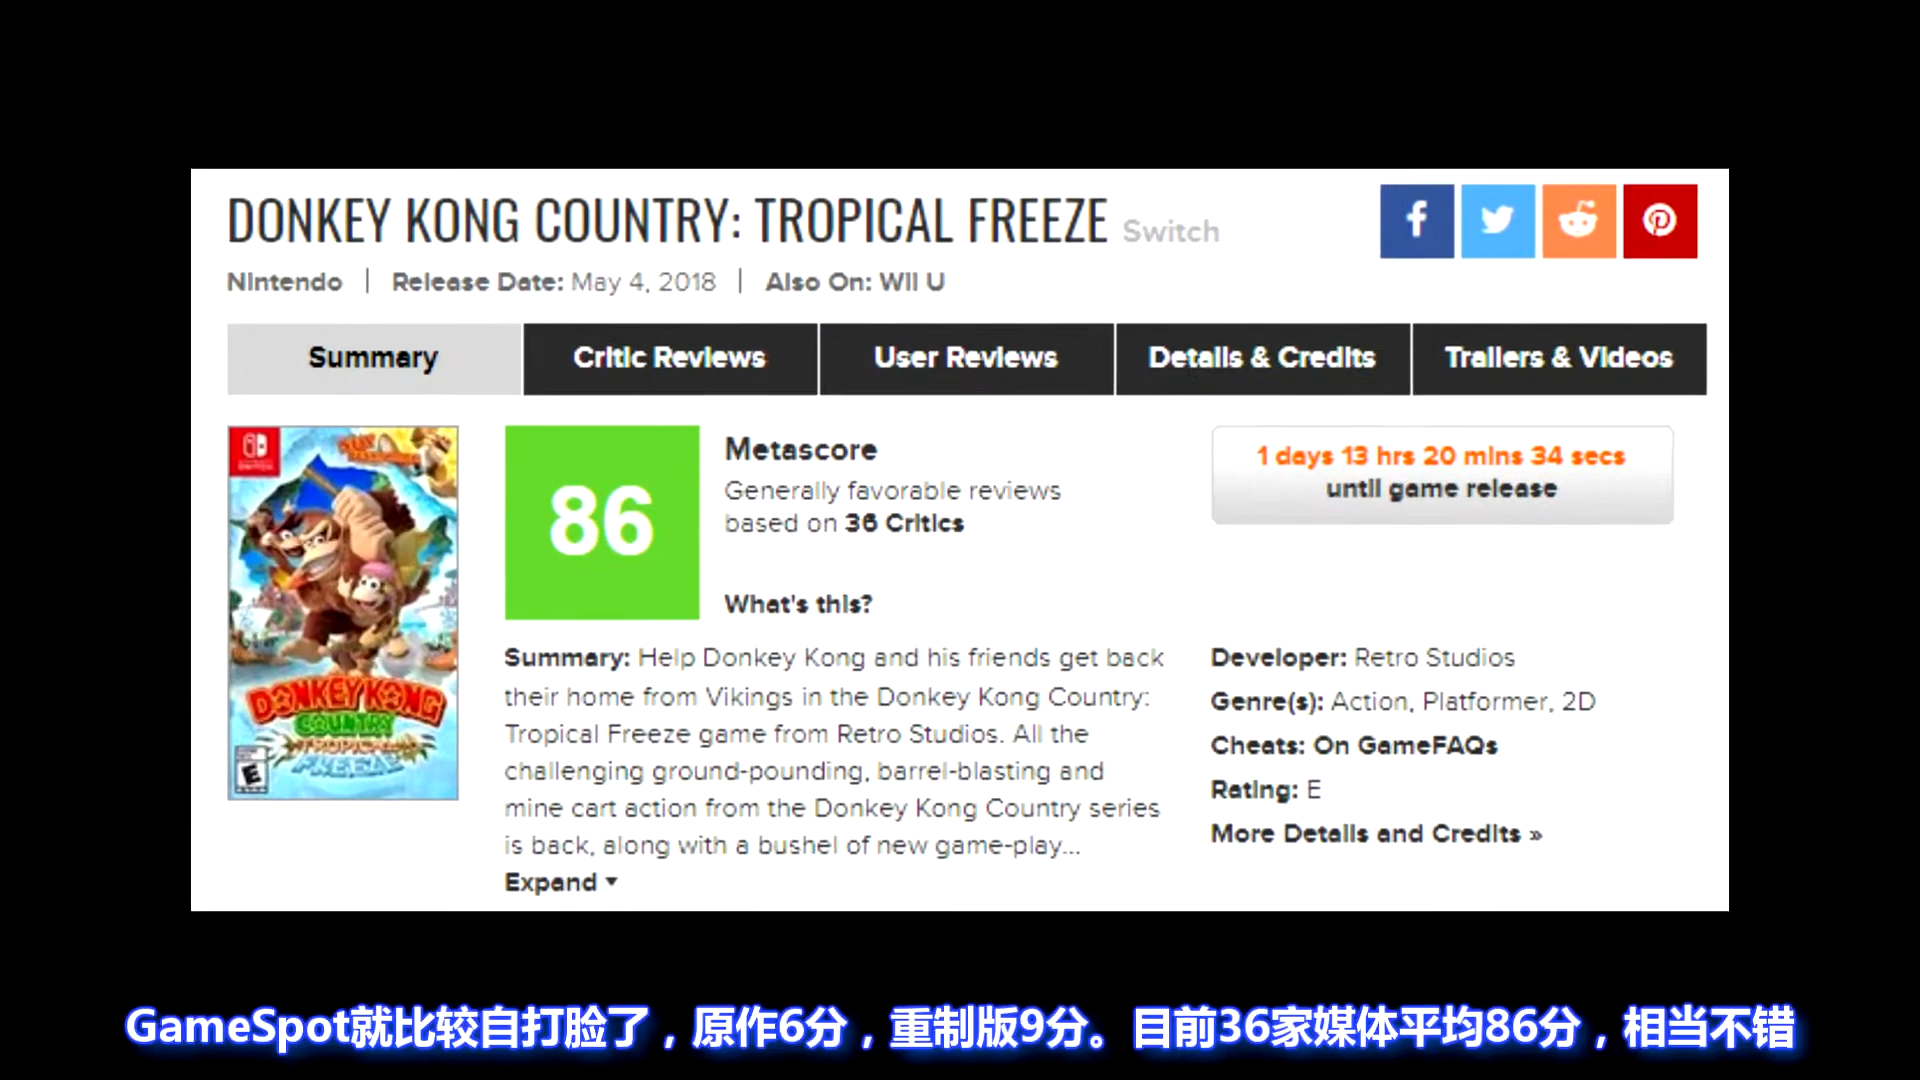 DONKEY KONG COUNTRY: TROPICAL FREEZE Switch
Nintendo | Release Date: May 4, 2018 | Also On: Wii U
Summary
Critic Reviews
User Reviews
Details & Credits
Trailers & Videos
86
Metascore
Generally favorable reviews
based on 36 Critics
What's this?
1 days 13 hrs 20 mins 34 secs
until game release
DONKEY KONG
COUNTRY
TROPICAL
FREEZE
E
Summary: Help Donkey Kong and his friends get back
their home from Vikings in the Donkey Kong Country:
Tropical Freeze game from Retro Studios. All the
challenging ground-pounding, barrel-blasting and
mine cart action from the Donkey Kong Country series
is back, along with a bushel of new game-play...
Expand ▼
Developer: Retro Studios
Genre(s): Action, Platformer, 2D
Cheats: On GameFAQs
Rating: E
More Details and Credits »
GameSpot就比较自打脸了，原作6分，重制版9分。目前36家媒体平均86分，相当不错